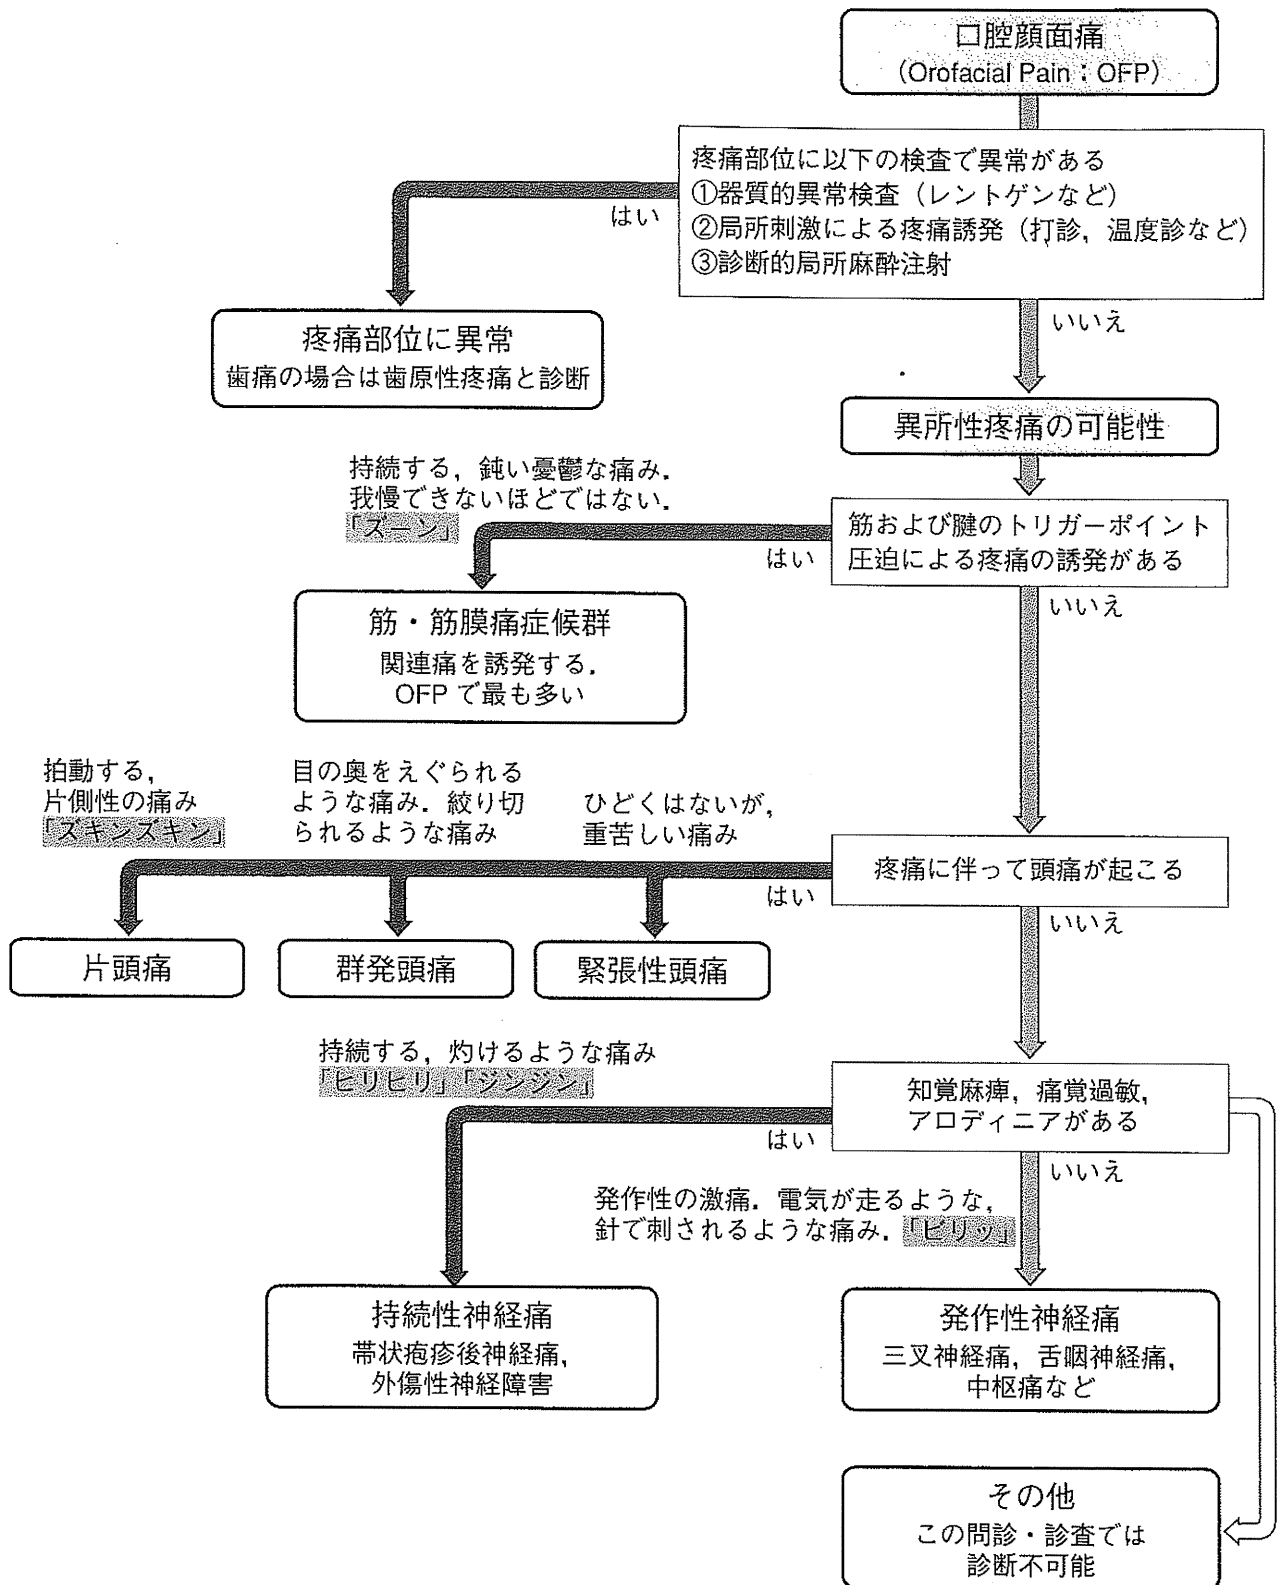 口腔顔面痛
(Orofacial Pain:OFP)
疼痛部位に以下の検査で異常がある
①器質的異常検査(レントゲンなど)
②局所刺激による疼痛誘発(打診,温度診など)
③診断的局所麻酔注射
はい
いいえ
疼痛部位に異常
歯痛の場合は歯原性疼痛と診断
異所性疼痛の可能性
持続する,鈍い憂鬱な痛み.
我慢できないほどではない.
「ズーン」
筋および腱のトリガーポイント
圧迫による疼痛の誘発がある
はい
いいえ
筋・筋膜痛症候群
関連痛を誘発する.
OFPで最も多い
拍動する,
片側性の痛み
「ズキンズキン」
目の奥をえぐられる
ような痛み.絞り切
られるような痛み
ひどくはないが,
重苦しい痛み
疼痛に伴って頭痛が起こる
はい
いいえ
片頭痛
群発頭痛
緊張性頭痛
持続する,灼けるような痛み
「ヒリヒリ」「ジンジン」
知覚麻痺,痛覚過敏,
アロディニアがある
はい
いいえ
発作性の激痛.電気が走るような,
針で刺されるような痛み.「ビリッ」
持続性神経痛
帯状疱疹後神経痛,
外傷性神経障害
発作性神経痛
三叉神経痛,舌咽神経痛,
中枢痛など
その他
この問診・診査では
診断不可能